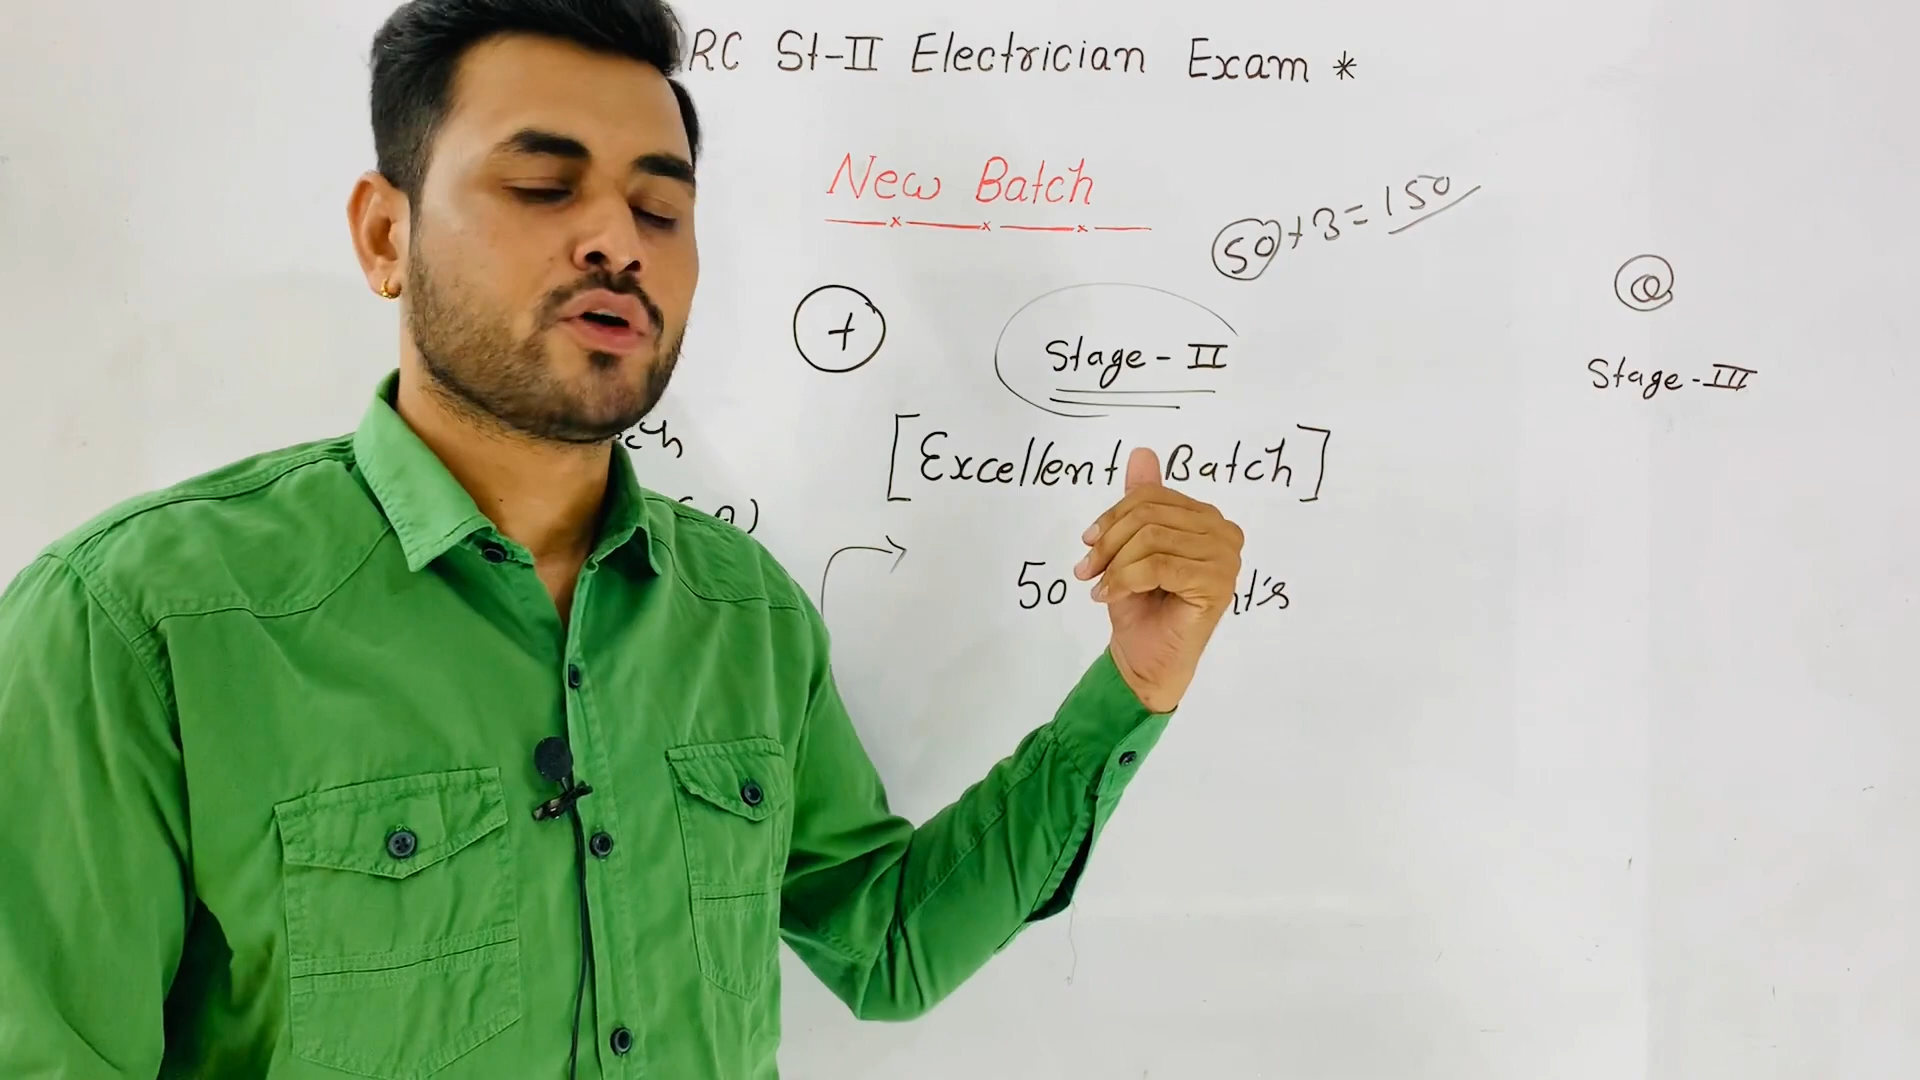 RC St-II Electrician Exam *
New Batch
50+3=150
+
Stage-II
Stage-III
[Excellent Batch]
50